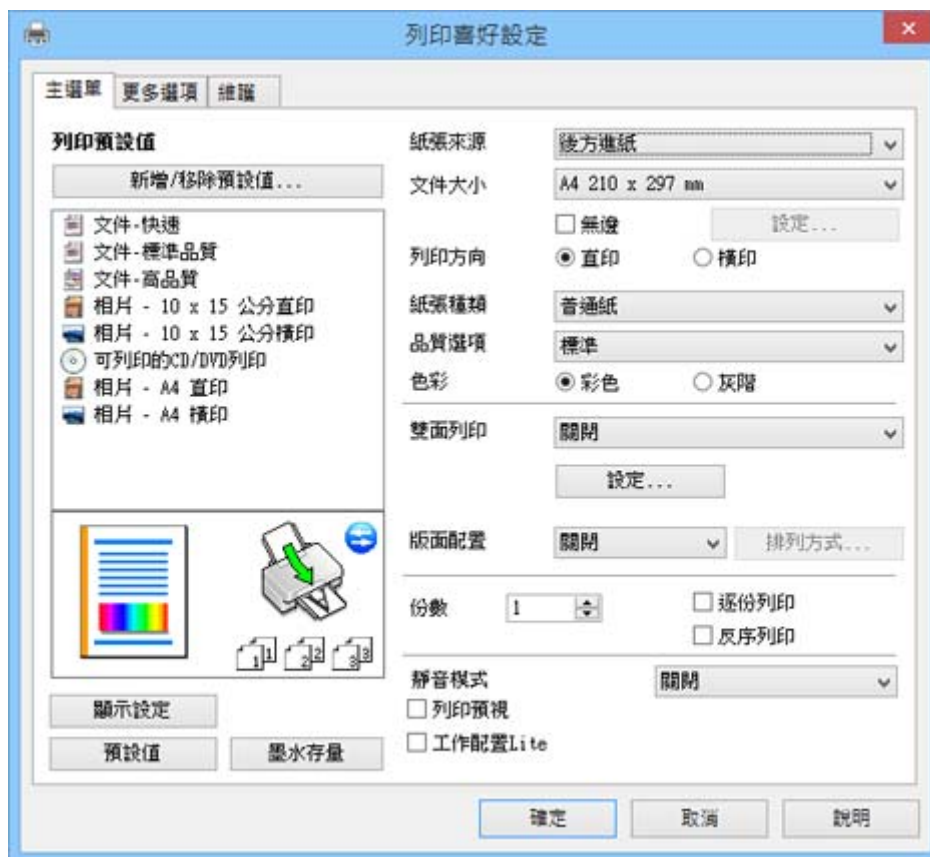 列印喜好設定
主選單 更多選項 維護
列印預設值
新增/移除預設值...
文件-快速
文件-標準品質
文件-高品質
相片 - 10 x 15 公分直印
相片 - 10 x 15 公分橫印
可列印的CD/DVD列印
相片 - A4 直印
相片 - A4 橫印
1 1 2 2 3 3
顯示設定
預設值 墨水存量
紙張來源 後方進紙
文件大小 A4 210 x 297 mm
無邊 設定...
列印方向 直印 橫印
紙張種類 普通紙
品質選項 標準
色彩 彩色 灰階
雙面列印 關閉
設定...
版面配置 關閉 排列方式...
份數 1 逐份列印
反序列印
靜音模式 關閉
列印預視
工作配置Lite
確定 取消 說明